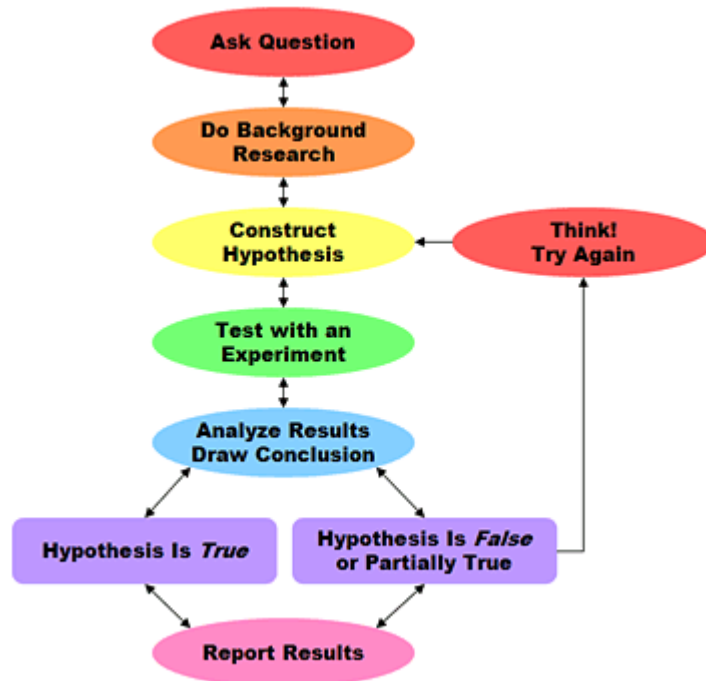 Ask Question
Do Background
Research
Construct
Hypothesis
Think!
Try Again
Test with an
Experiment
Analyze Results
Draw Conclusion
Hypothesis Is True
Hypothesis Is False
or Partially True
Report Results